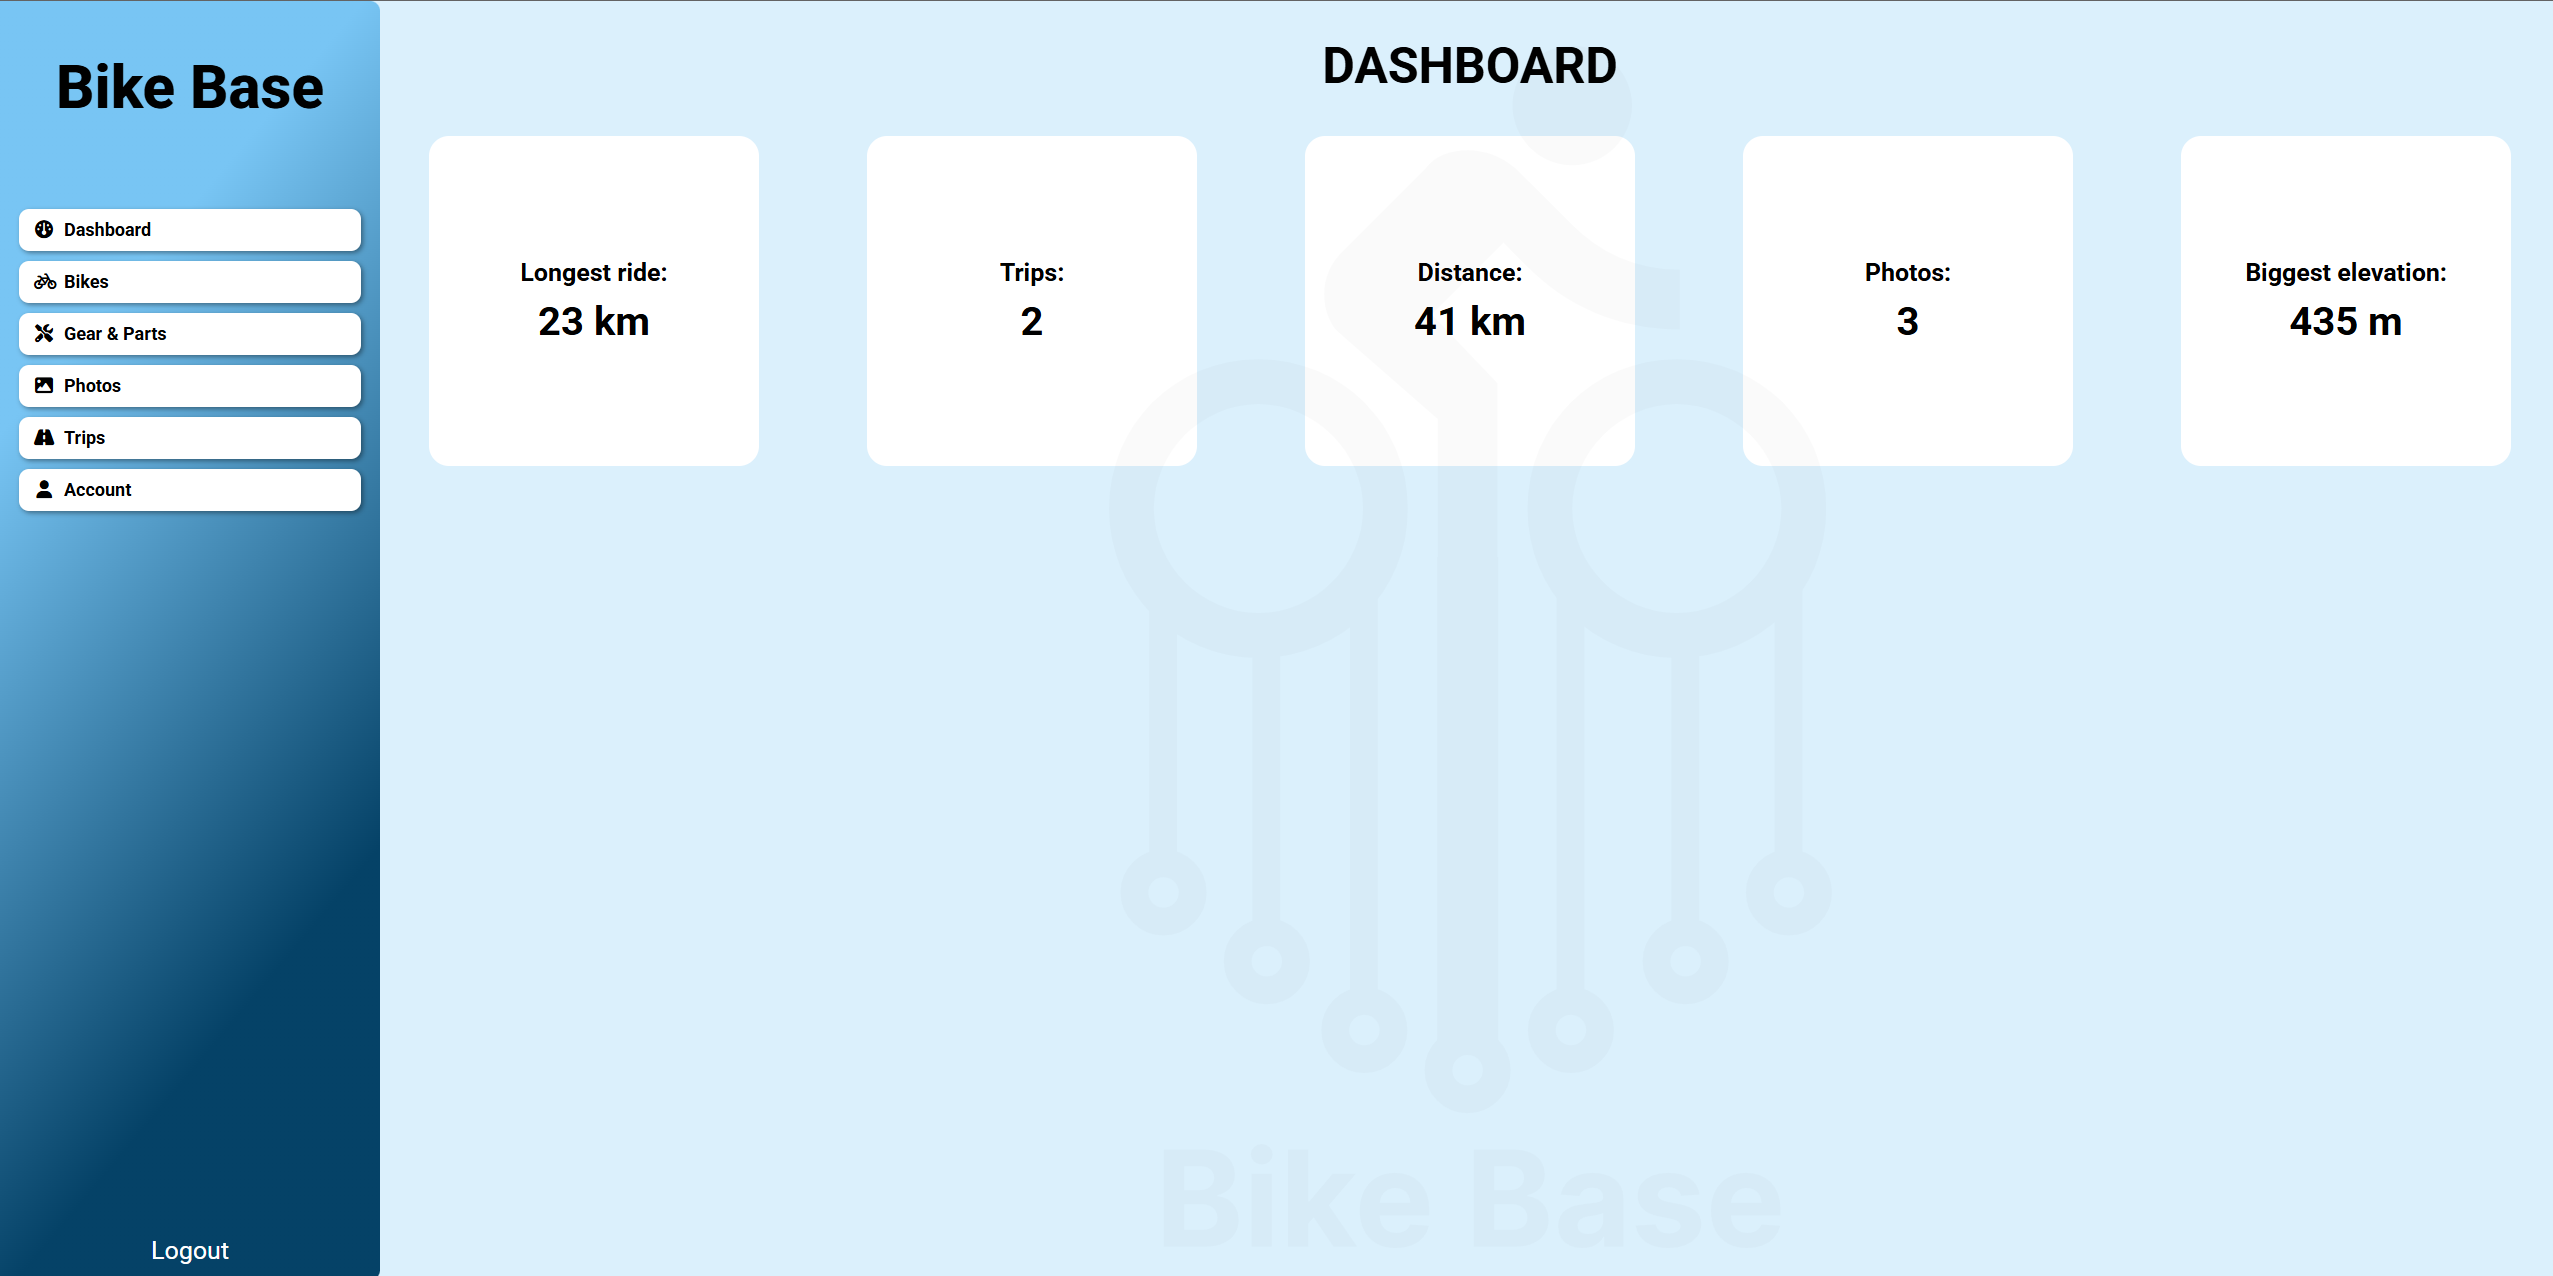 Bike Base
Dashboard
Bikes
Gear & Parts
Photos
Trips
Account
Logout
DASHBOARD
Longest ride:
23 km
Trips:
2
Distance:
41 km
Photos:
3
Biggest elevation:
435 m
Bike Base